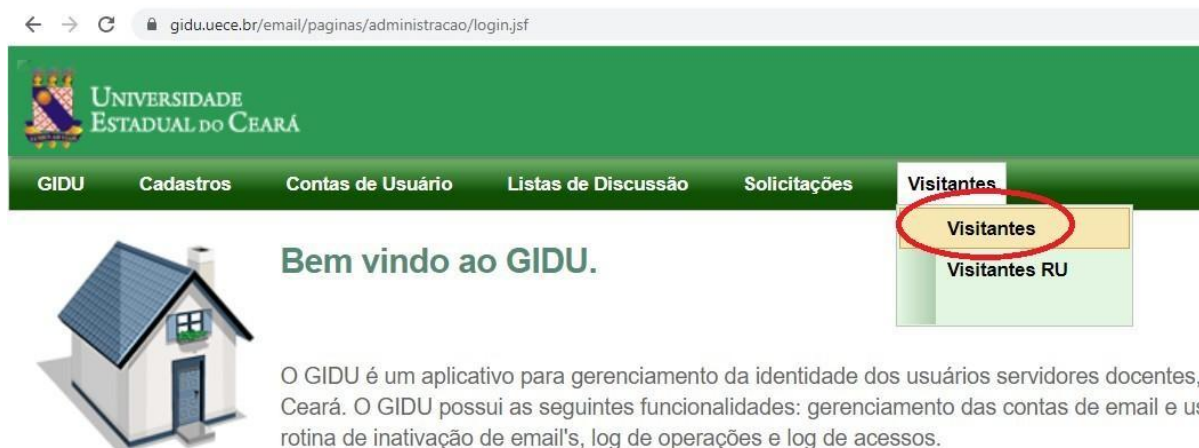 gidu.uece.br/email/paginas/administracao/login.jsf
UNIVERSIDADE
ESTADUAL DO CEARÁ
GIDU Cadastros Contas de Usuário Listas de Discussão Solicitações Visitantes
Visitantes
Visitantes RU
Bem vindo ao GIDU.
O GIDU é um aplicativo para gerenciamento da identidade dos usuários servidores docentes,
Ceará. O GIDU possui as seguintes funcionalidades: gerenciamento das contas de email e
rotina de inativação de email's, log de operações e log de acessos.